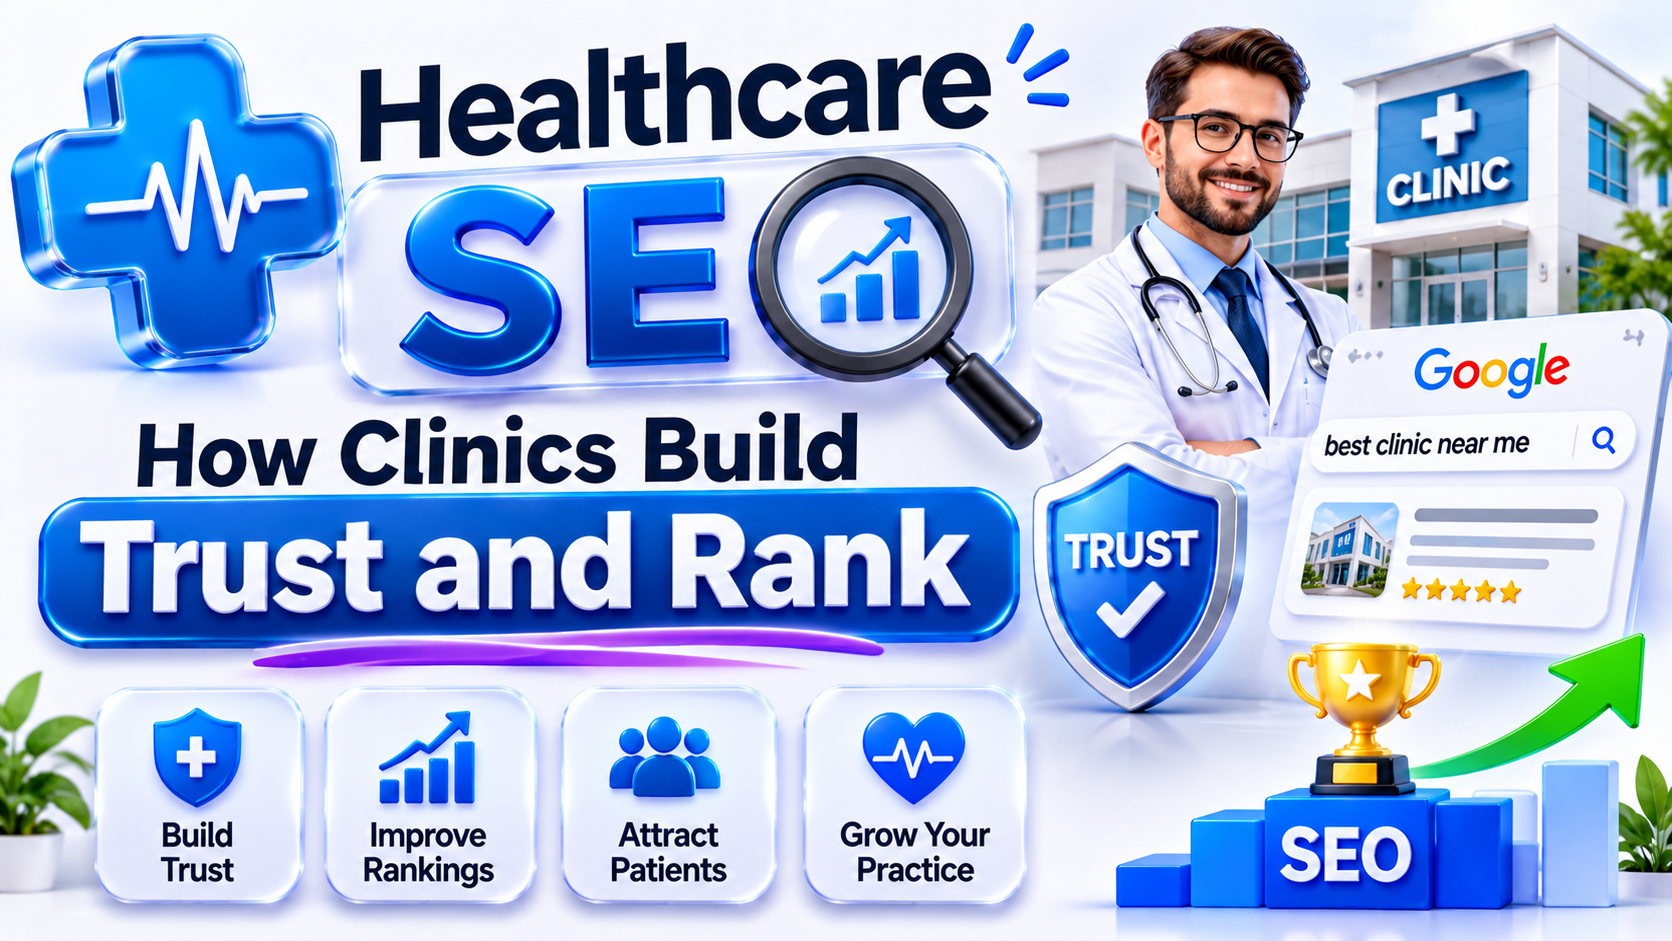 Healthcare
SEO
How Clinics Build
Trust and Rank
Build
Trust
Improve
Rankings
Attract
Patients
Grow Your
Practice
CLINIC
Google
best clinic near me
TRUST
SEO